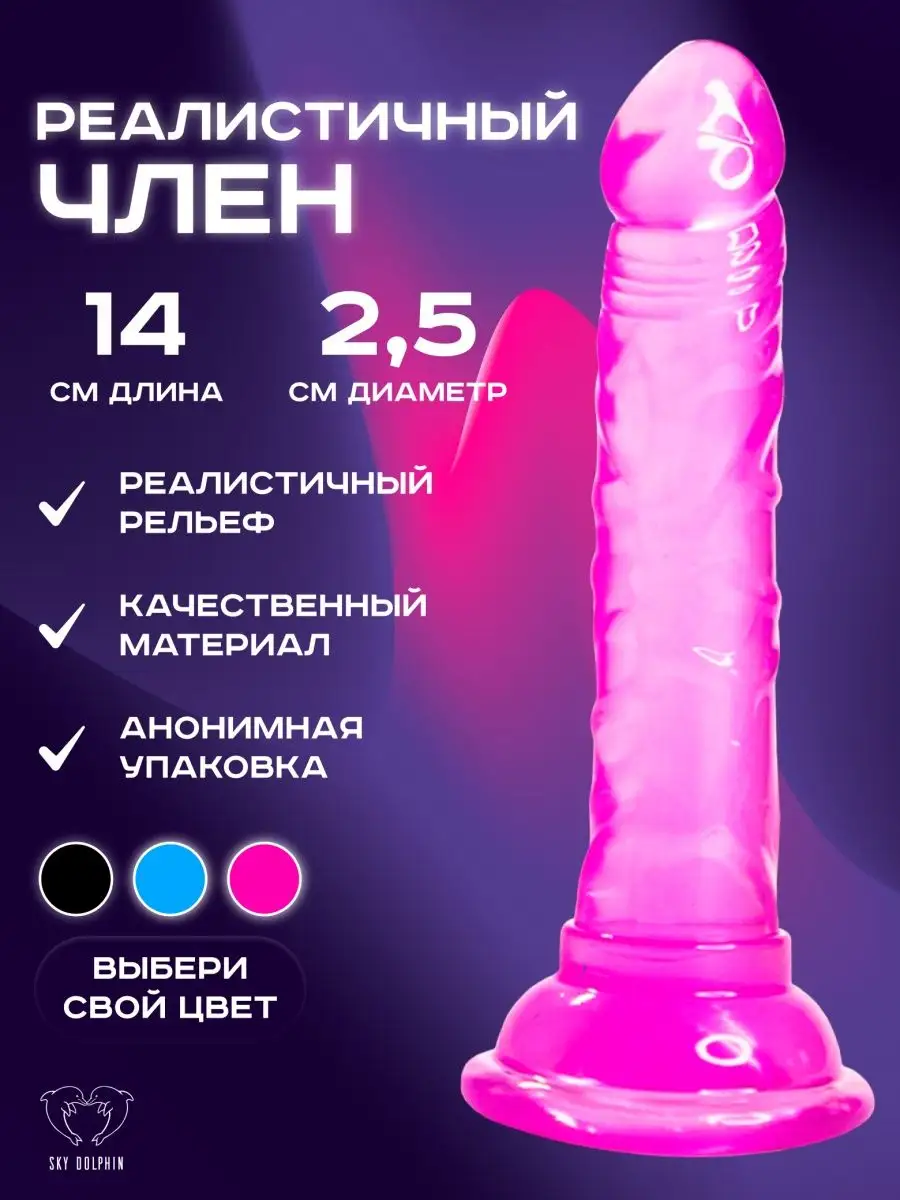 РЕАЛИСТИЧНЫЙ
ЧЛЕН
14
СМ ДЛИНА
2,5
СМ ДИАМЕТР
РЕАЛИСТИЧНЫЙ
РЕЛЬЕФ
КАЧЕСТВЕННЫЙ
МАТЕРИАЛ
АНОНИМНАЯ
УПАКОВКА
ВЫБЕРИ
СВОЙ ЦВЕТ
SKY DOLPHIN